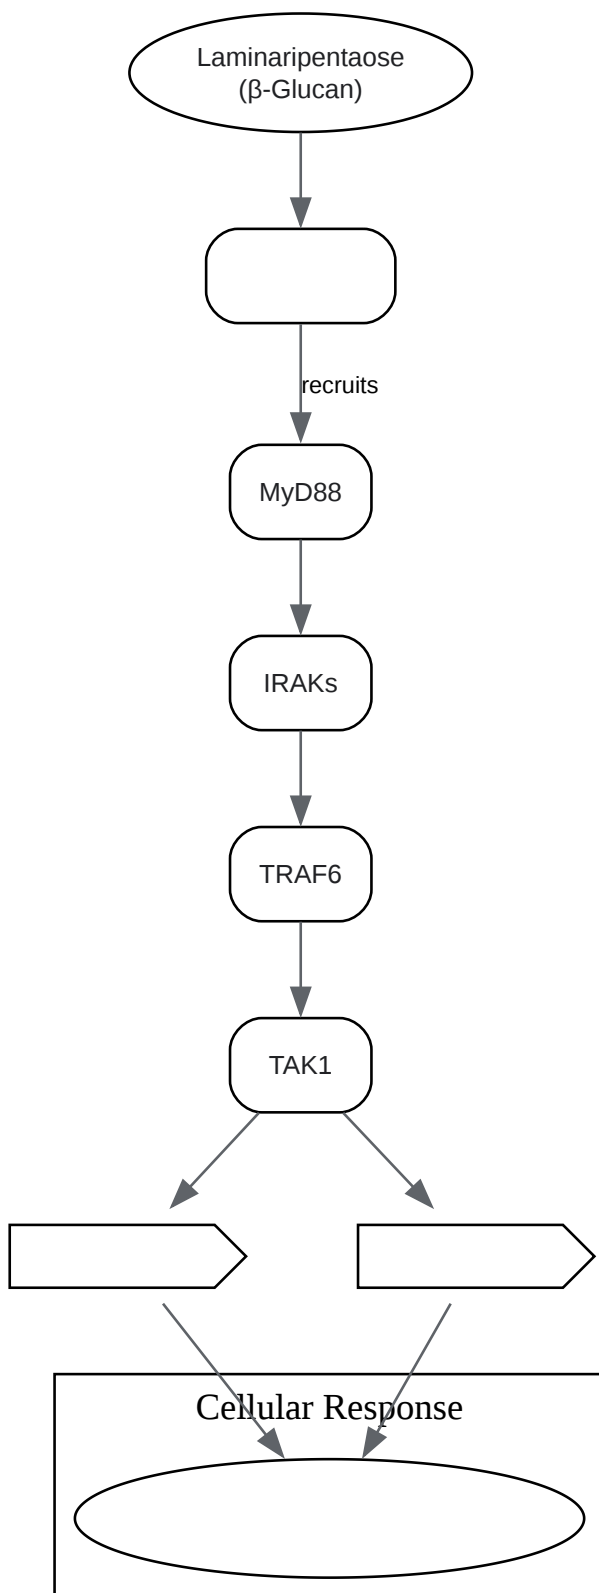 Laminaripentaose
(β-Glucan)
recruits
MyD88
IRAKs
TRAF6
TAK1
Cellular Response